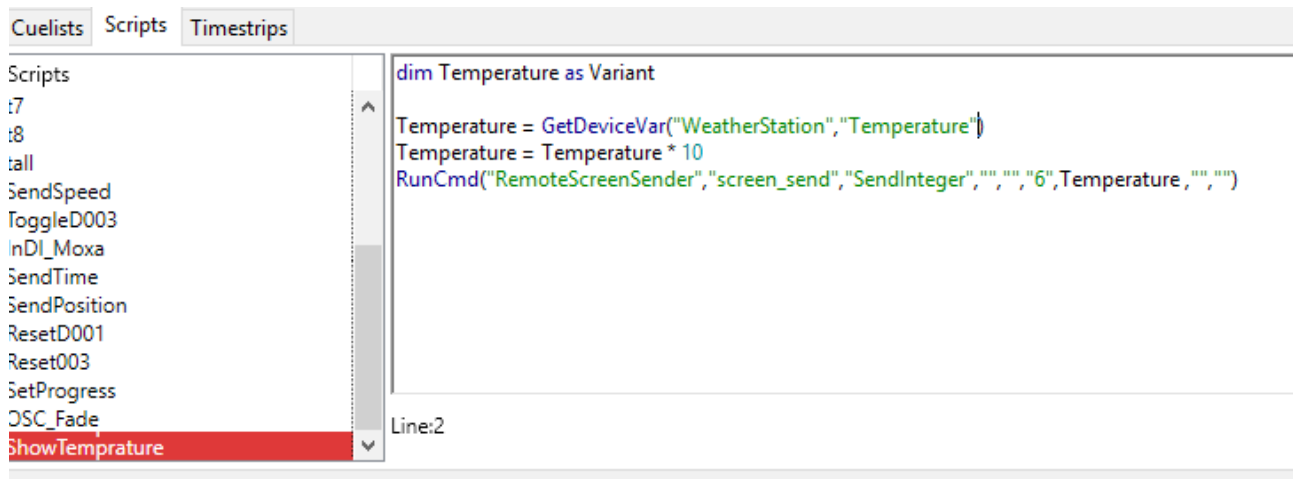 Cuelists Scripts Timestrips
Scripts
t7
t8
tall
SendSpeed
ToggleD003
InDI_Moxa
SendTime
SendPosition
ResetD001
Reset003
SetProgress
OSC_Fade
ShowTemprature
dim Temperature as Variant
Temperature = GetDeviceVar("WeatherStation","Temperature")
Temperature = Temperature * 10
RunCmd("RemoteScreenSender","screen_send","SendInteger","","","6",Temperature ,"","")
Line:2